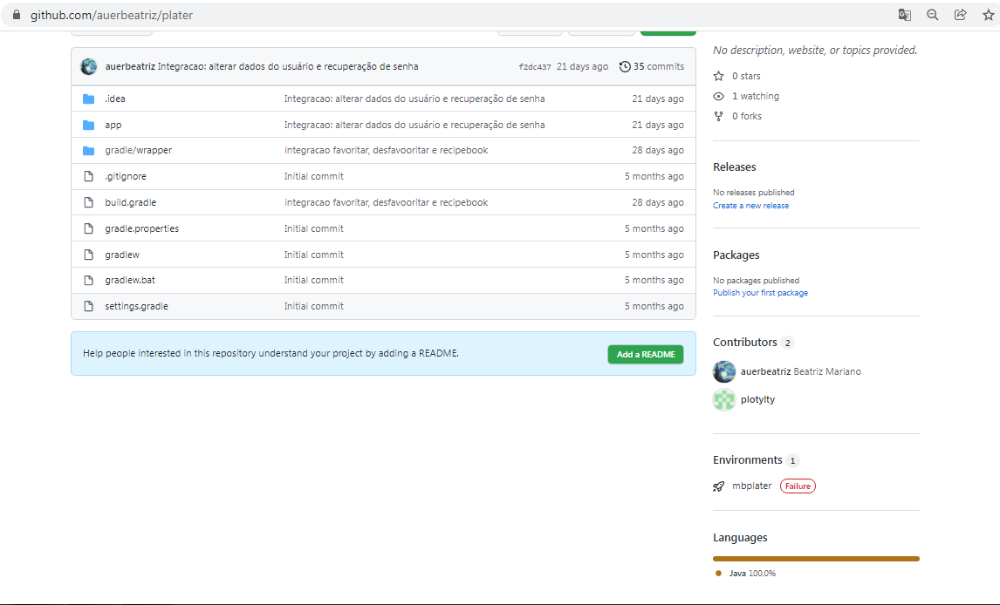 github.com/auerbeatriz/plater
auerbeatriz Integracao: alterar dados do usuário e recuperação de senha f2dc437 21 days ago 35 commits
.idea Integracao: alterar dados do usuário e recuperação de senha 21 days ago
app Integracao: alterar dados do usuário e recuperação de senha 21 days ago
gradle/wrapper integracao favoritar, desfavooritar e recipebook 28 days ago
.gitignore Initial commit 5 months ago
build.gradle integracao favoritar, desfavooritar e recipebook 28 days ago
gradle.properties Initial commit 5 months ago
gradlew Initial commit 5 months ago
gradlew.bat Initial commit 5 months ago
settings.gradle Initial commit 5 months ago
Help people interested in this repository understand your project by adding a README. Add a README
No description, website, or topics provided.
0 stars
1 watching
0 forks
Releases
No releases published
Create a new release
Packages
No packages published
Publish your first package
Contributors 2
auerbeatriz Beatriz Mariano
plotylty
Environments 1
mbplater Failure
Languages
Java 100.0%